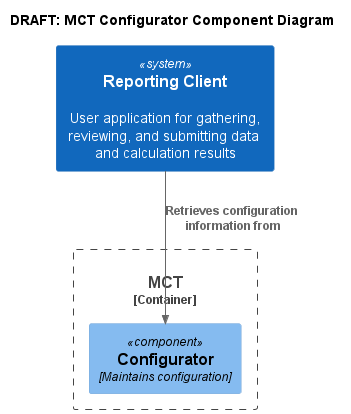 DRAFT: MCT Configurator Component Diagram
«system»
Reporting Client
User application for gathering,
reviewing, and submitting data
and calculation results
Retrieves configuration
information from
MCT
[Container]
«component»
Configurator
[Maintains configuration]